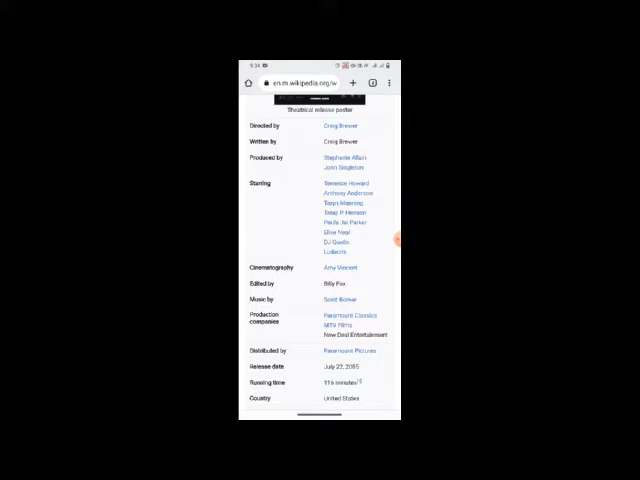 9:34
en.m.wikipedia.org/w
Theatrical release poster
Directed by Craig Brewer
Written by Craig Brewer
Produced by Stephanie Allain
John Singleton
Starring Terrence Howard
Anthony Anderson
Taryn Manning
Taraji P. Henson
Paula Jai Parker
Elise Neal
DJ Qualls
Ludacris
Cinematography Amy Vincent
Edited by Billy Fox
Music by Scott Bomar
Production Paramount Classics
companies MTV Films
New Deal Entertainment
Distributed by Paramount Pictures
Release date July 22, 2005
Running time 116 minutes[1]
Country United States